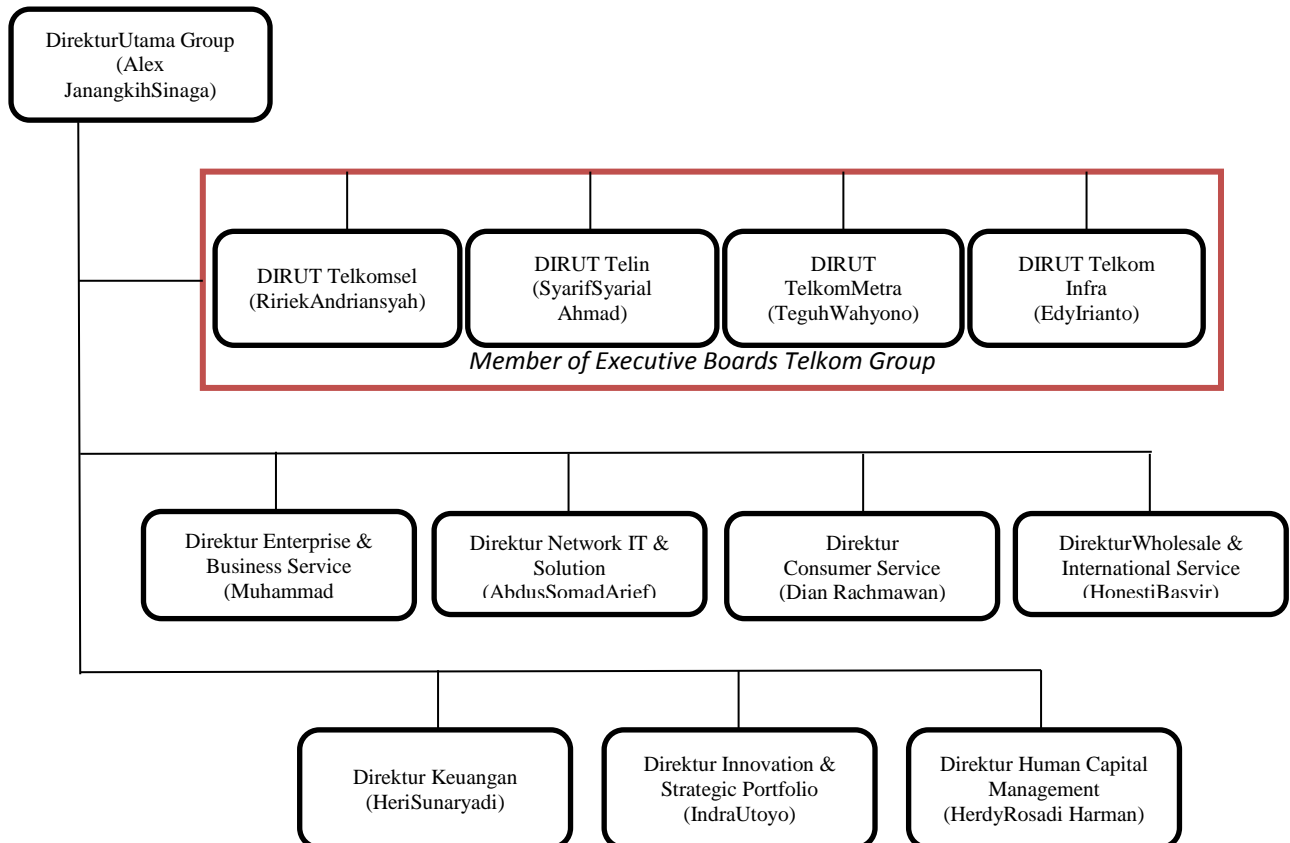 DirekturUtama Group
(Alex
JanangkihSinaga)
DIRUT Telkomsel
(RiriekAndriansyah)
DIRUT Telin
(SyarifSyarial
Ahmad)
DIRUT
TelkomMetra
(TeguhWahyono)
DIRUT Telkom
Infra
(EdyIrianto)
Member of Executive Boards Telkom Group
Direktur Enterprise &
Business Service
(Muhammad
Direktur Network IT &
Solution
(AbdusSomadArief)
Direktur
Consumer Service
(Dian Rachmawan)
DirekturWholesale &
International Service
(HonestiBasyir)
Direktur Keuangan
(HeriSunaryadi)
Direktur Innovation &
Strategic Portfolio
(IndraUtoyo)
Direktur Human Capital
Management
(HerdyRosadi Harman)